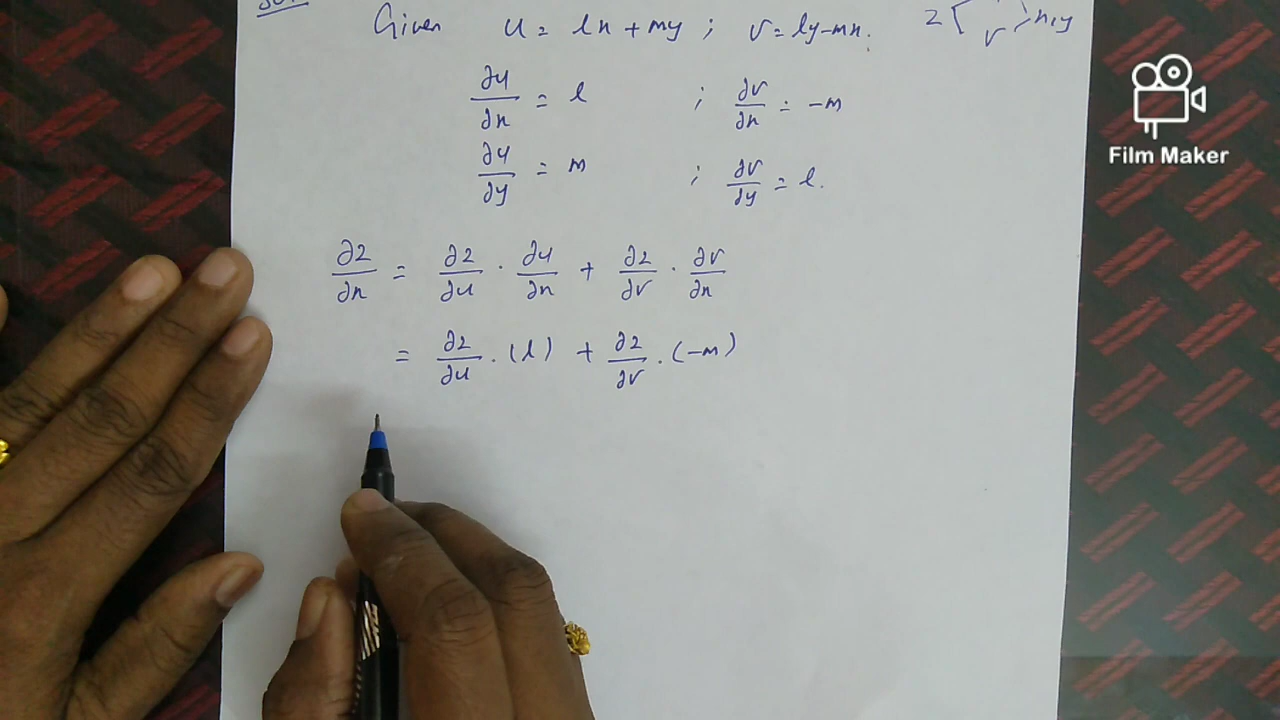 Given u = lx + my ; v = ly - mx.
∂u/∂x = l ; ∂v/∂x = -m
∂u/∂y = m ; ∂v/∂y = l.
∂z/∂x = ∂z/∂u · ∂u/∂x + ∂z/∂v · ∂v/∂x
= ∂z/∂u · (l) + ∂z/∂v · (-m)
z < v > x, y
Film Maker